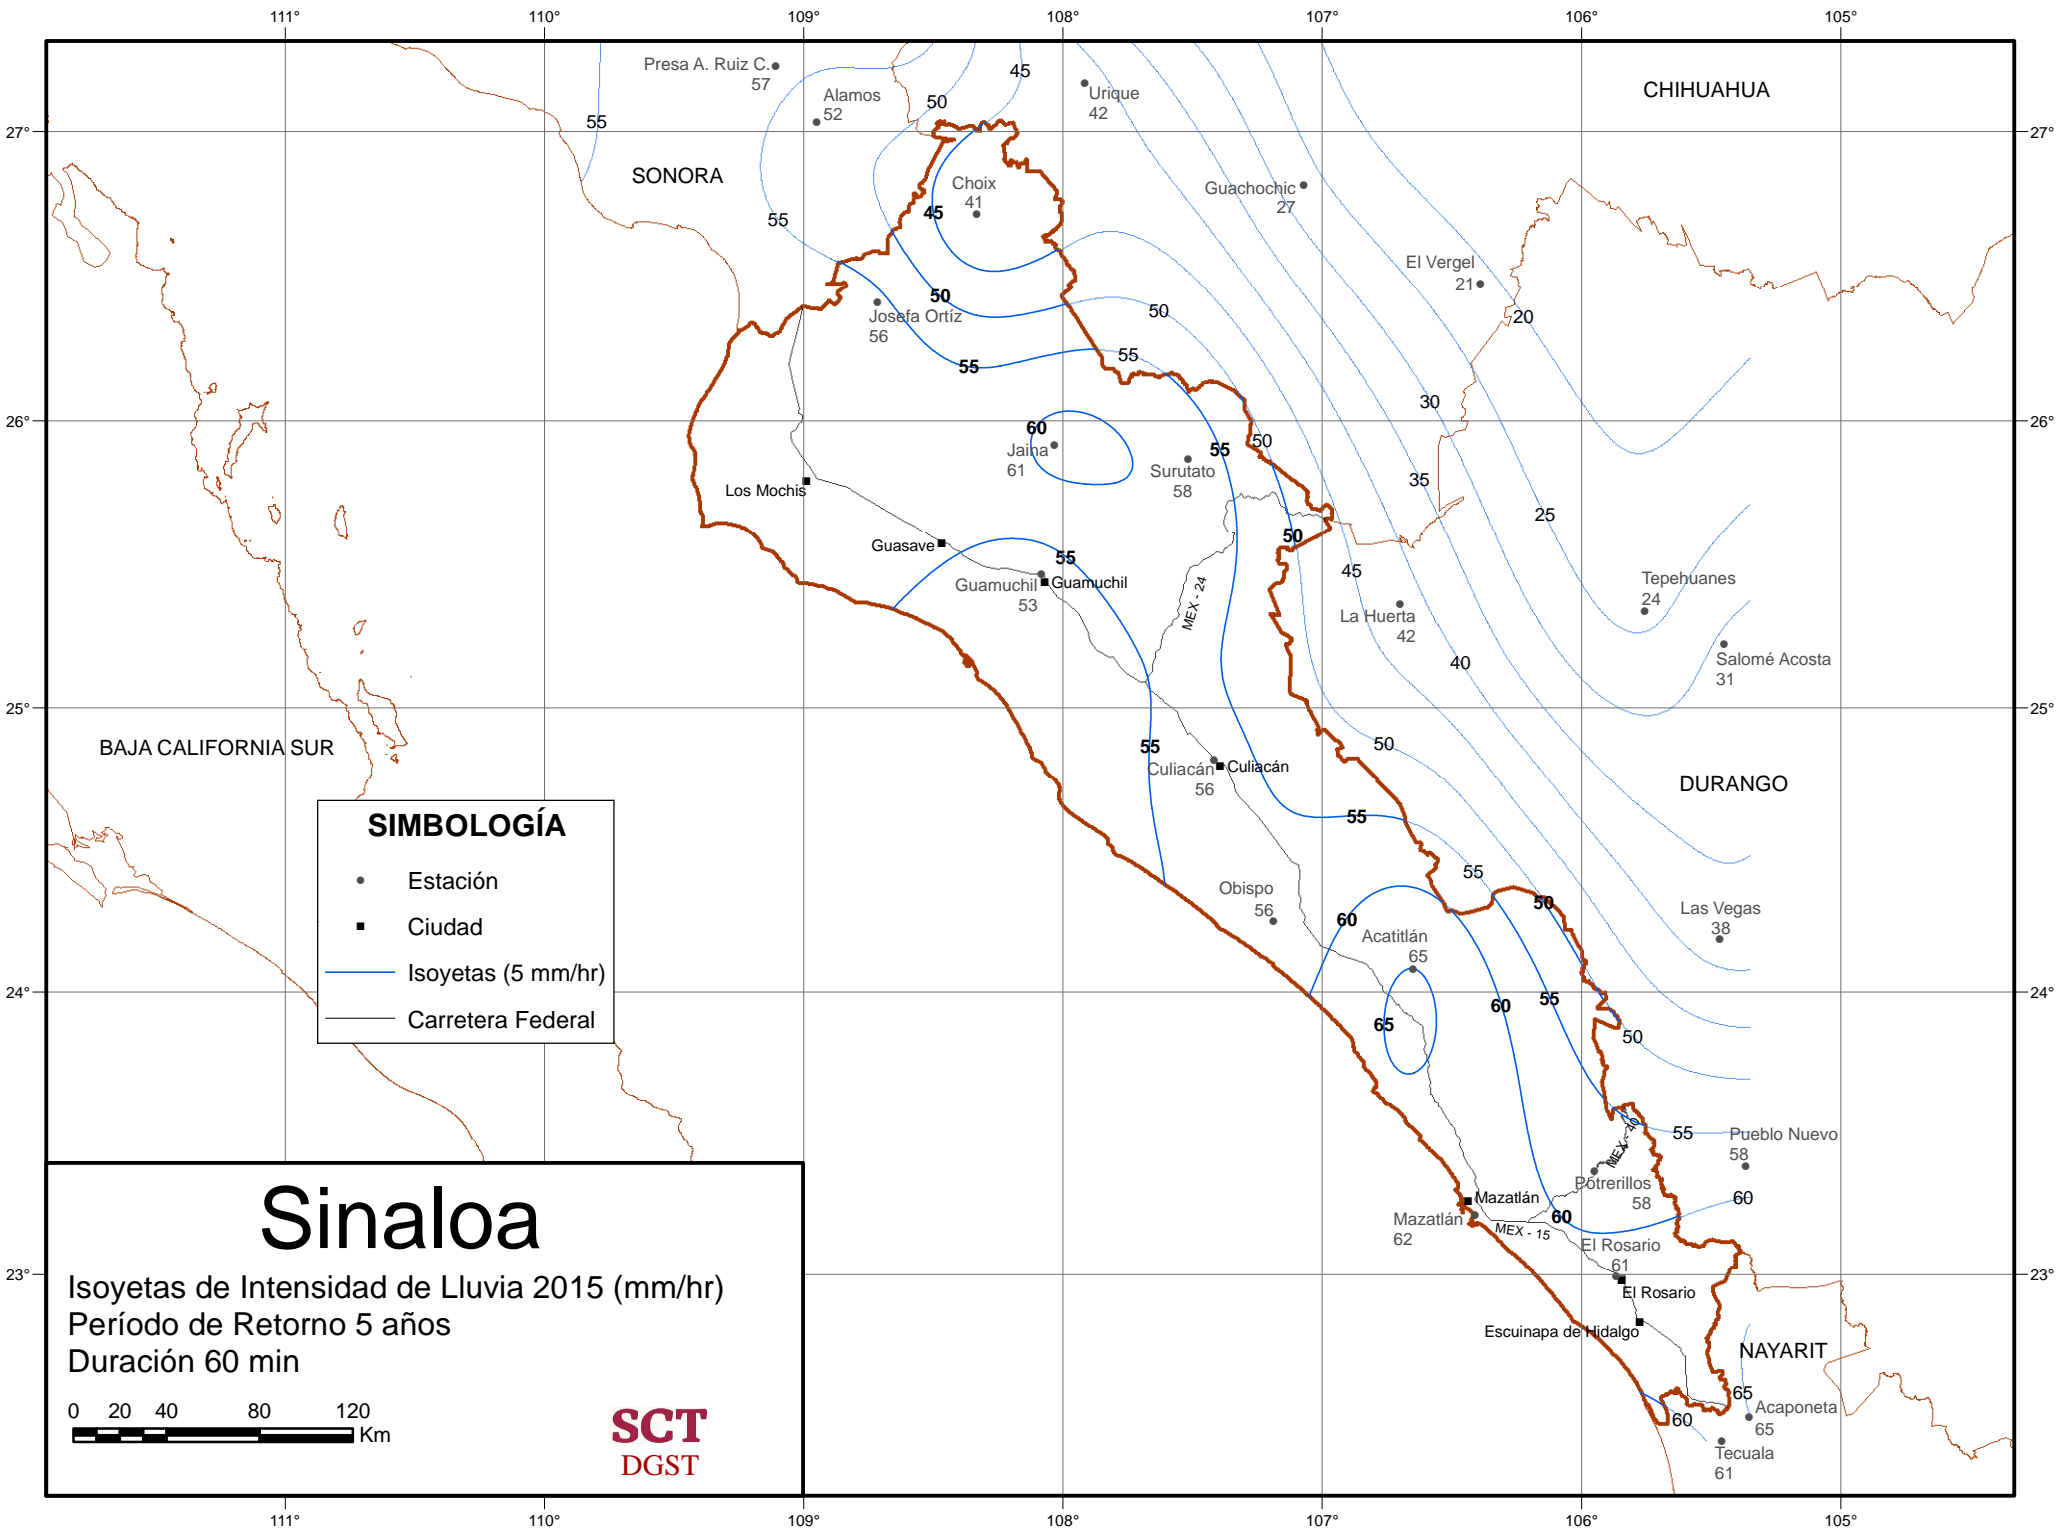 111°
110°
109°
108°
107°
106°
105°
Presa A. Ruiz C.
57
Alamos
52
45
50
Urique
42
CHIHUAHUA
55
27°
27°
SONORA
Choix
41
45
Guachochic
27
55
El Vergel
21
50
Josefa Ortíz
56
50
20
55
55
30
26°
26°
60
Jaina
61
Surutato
58
55
50
35
Los Mochis
25
50
Guasave
55
45
Guamuchil
53
Guamuchil
MEX - 24
La Huerta
42
Tepehuanes
24
40
Salomé Acosta
31
25°
25°
BAJA CALIFORNIA SUR
55
50
Culiacán
56
Culiacán
DURANGO
55
SIMBOLOGÍA
Estación
Ciudad
Isoyetas (5 mm/hr)
Carretera Federal
55
Obispo
56
60
50
Las Vegas
38
Acatitlán
65
24°
24°
65
60
55
50
55
Pueblo Nuevo
58
MEX - 40
Potrerillos
58
60
Mazatlán
Mazatlán
62
60
MEX - 15
El Rosario
61
El Rosario
23°
23°
Escuinapa de Hidalgo
NAYARIT
65
60
Acaponeta
65
Tecuala
61
Sinaloa
Isoyetas de Intensidad de Lluvia 2015 (mm/hr)
Período de Retorno 5 años
Duración 60 min
0 20 40 80 120
Km
SCT
DGST
111°
110°
109°
108°
107°
106°
105°